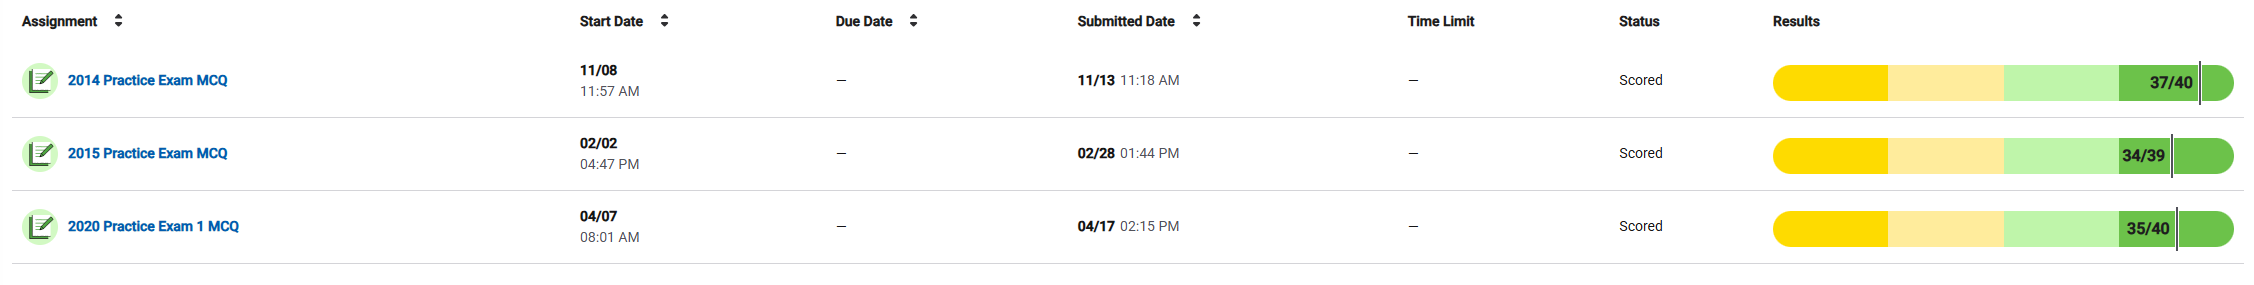 Assignment Start Date Due Date Submitted Date Time Limit Status Results
2014 Practice Exam MCQ 11/08 – 11/13 11:18 AM – Scored 37/40
11:57 AM
2015 Practice Exam MCQ 02/02 – 02/28 01:44 PM – Scored 34/39
04:47 PM
2020 Practice Exam 1 MCQ 04/07 – 04/17 02:15 PM – Scored 35/40
08:01 AM